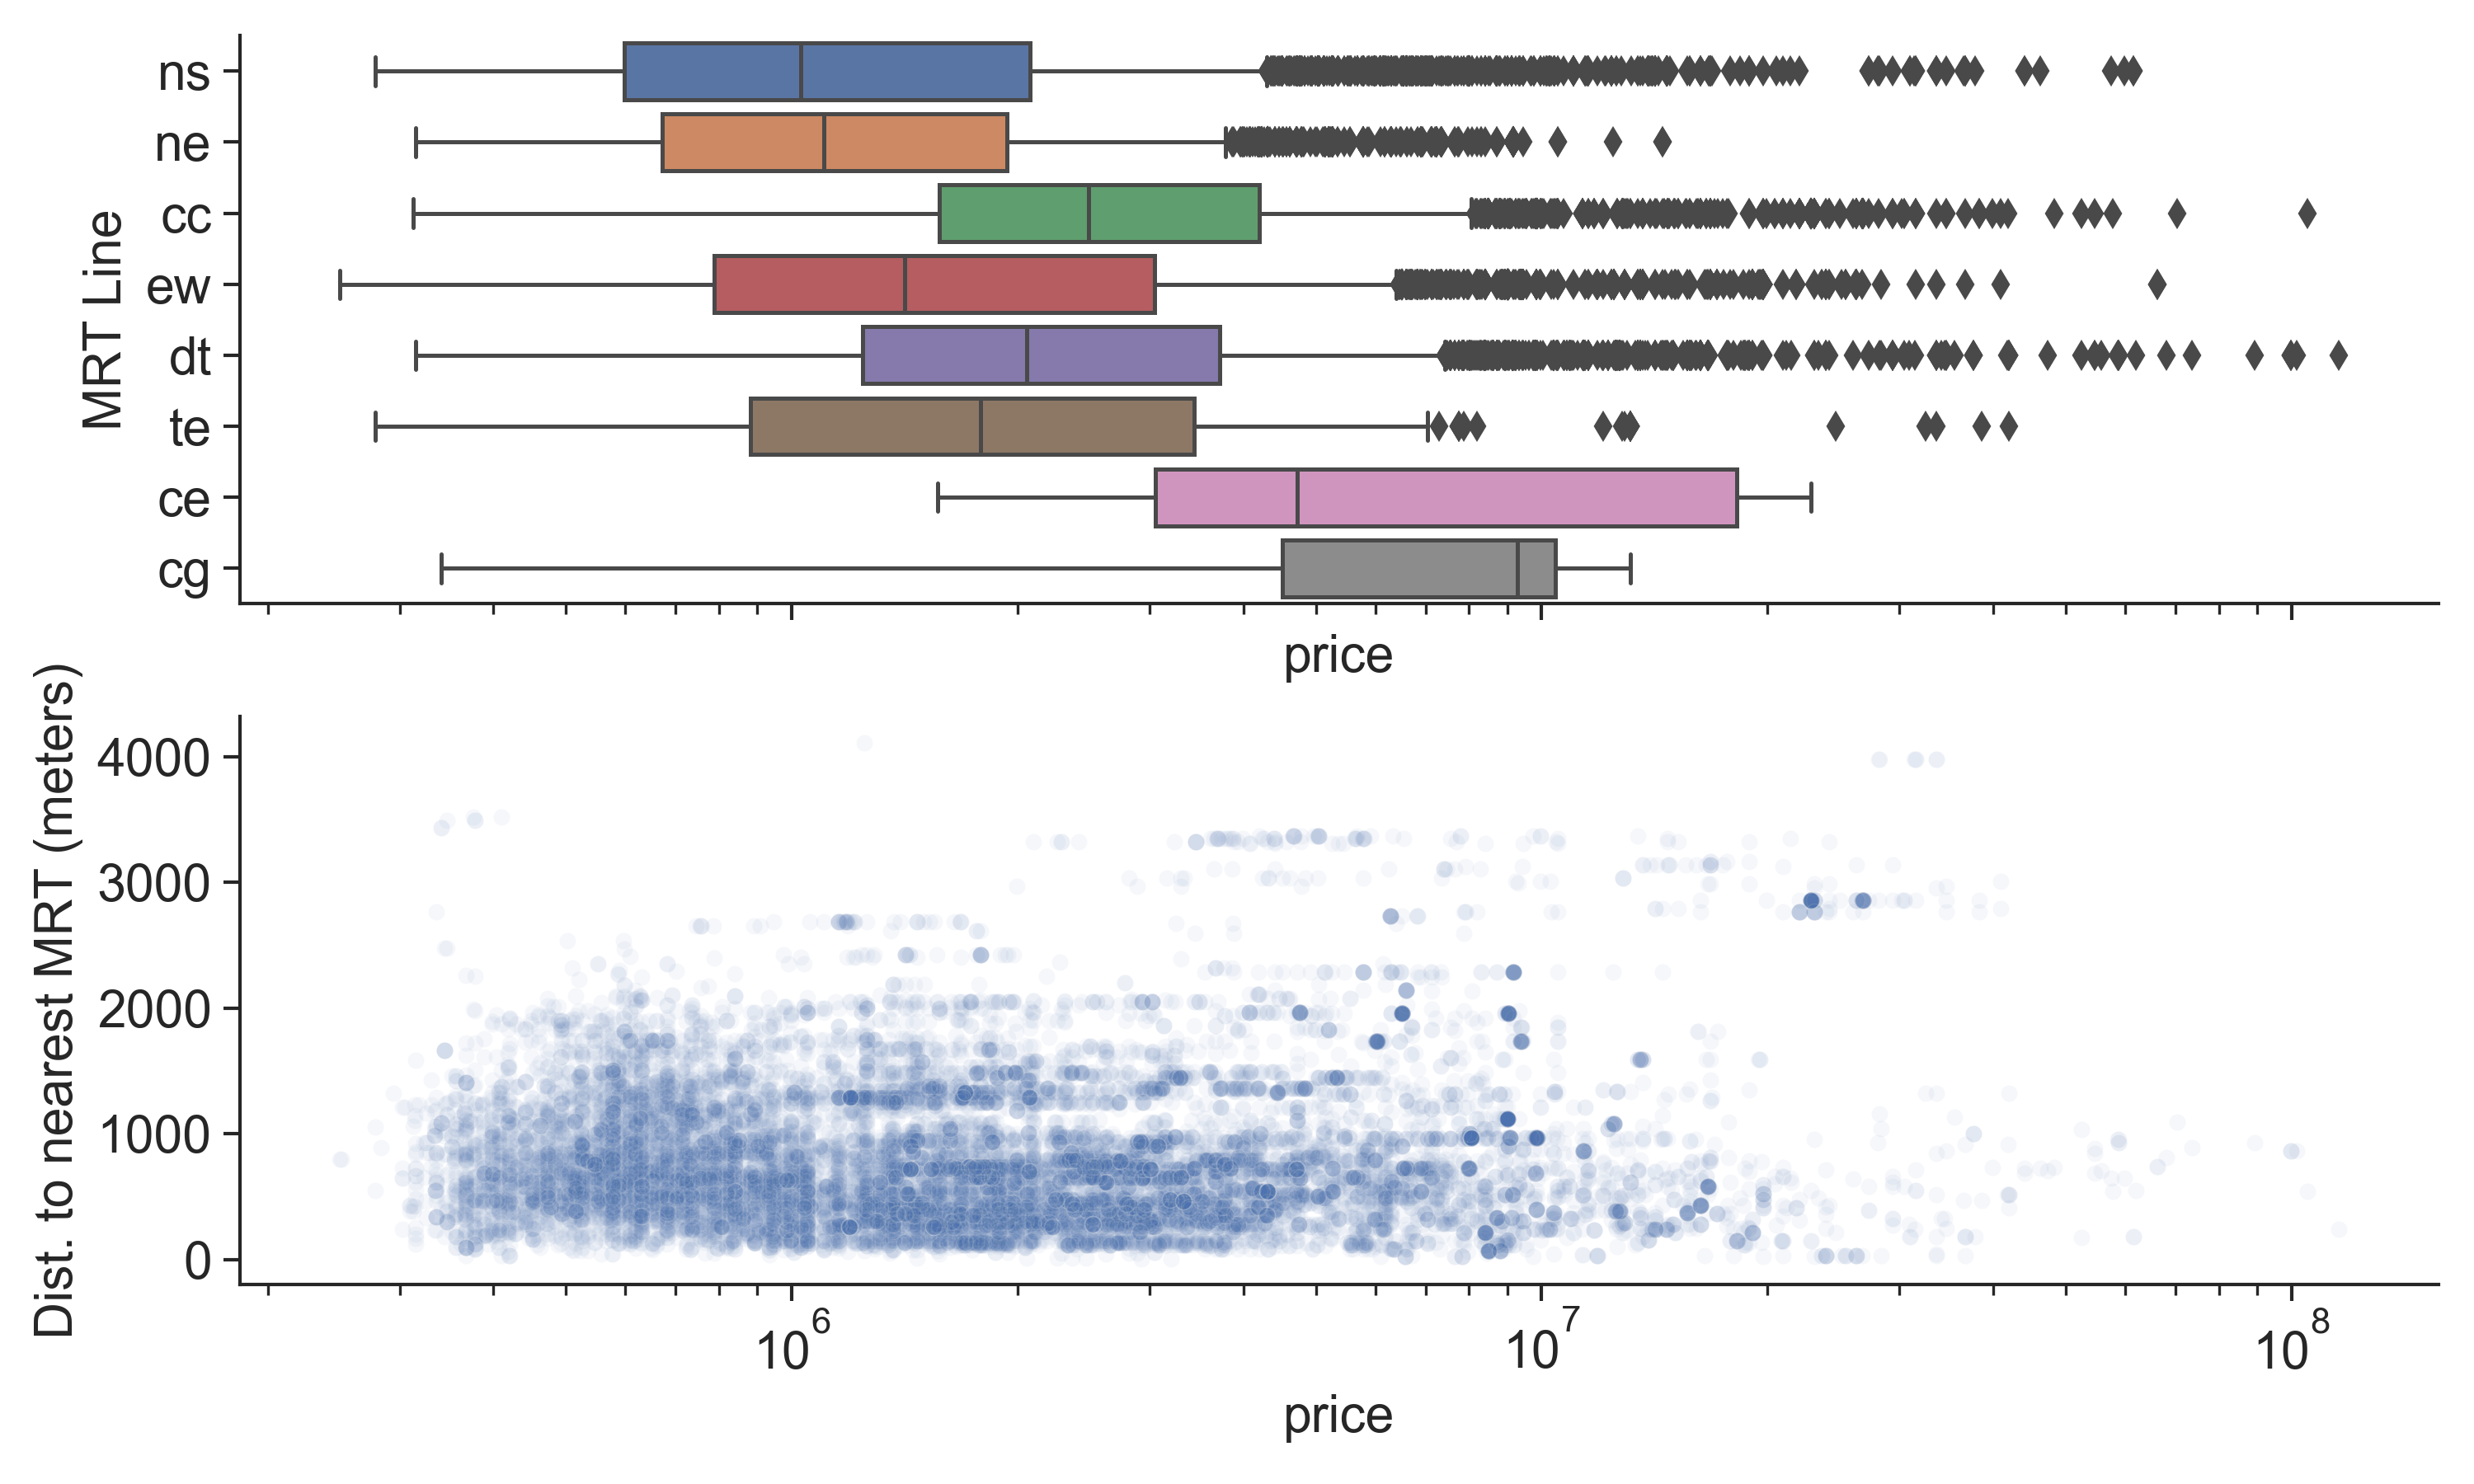 MRT Line
ns
ne
cc
ew
dt
te
ce
cg
price
Dist. to nearest MRT (meters)
4000
3000
2000
1000
0
10^6
10^7
10^8
price